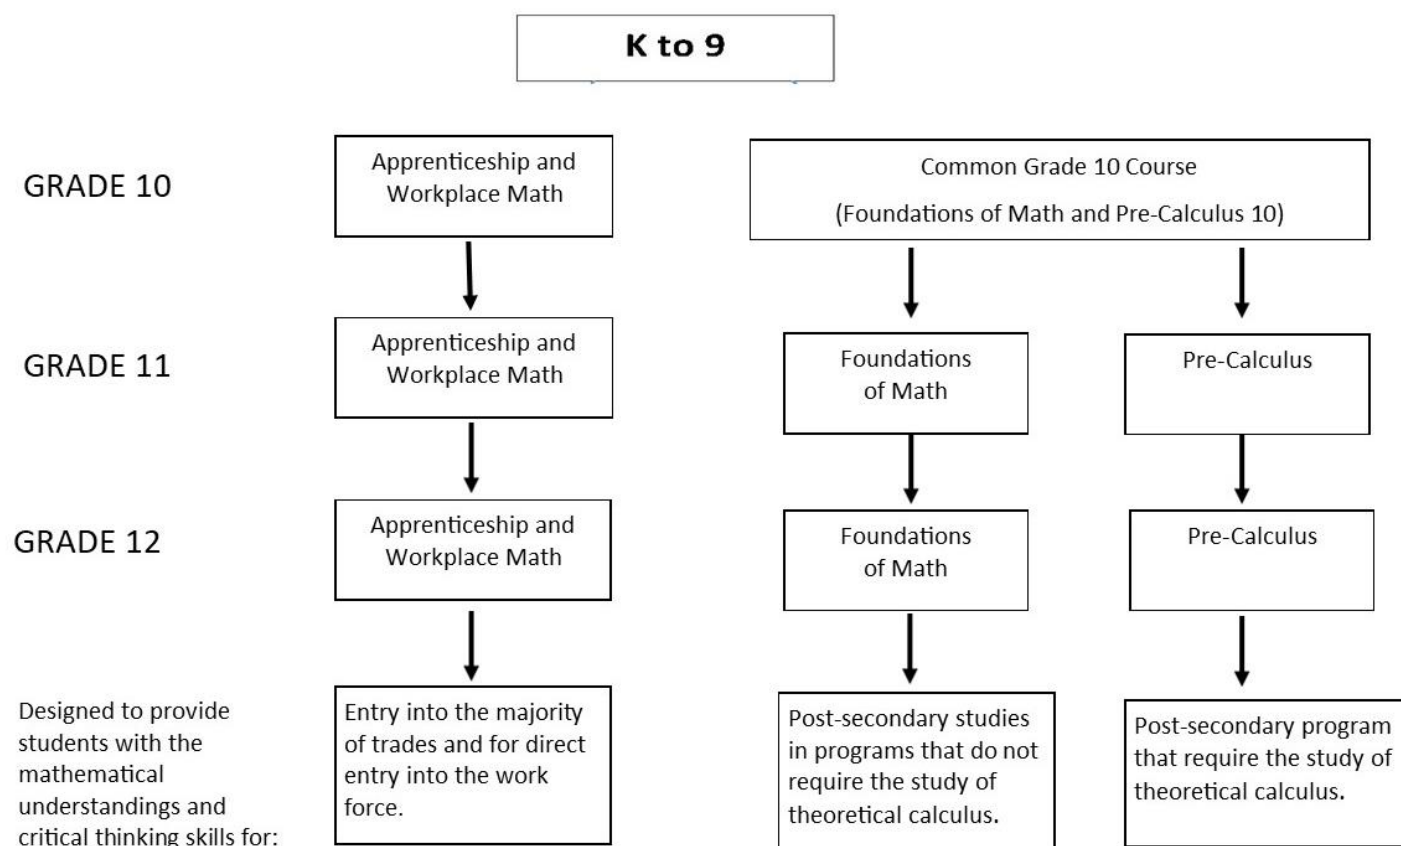 K to 9
GRADE 10
Apprenticeship and
Workplace Math
Common Grade 10 Course
(Foundations of Math and Pre-Calculus 10)
GRADE 11
Apprenticeship and
Workplace Math
Foundations
of Math
Pre-Calculus
GRADE 12
Apprenticeship and
Workplace Math
Foundations
of Math
Pre-Calculus
Designed to provide
students with the
mathematical
understandings and
critical thinking skills for:
Entry into the majority
of trades and for direct
entry into the work
force.
Post-secondary studies
in programs that do not
require the study of
theoretical calculus.
Post-secondary program
that require the study of
theoretical calculus.